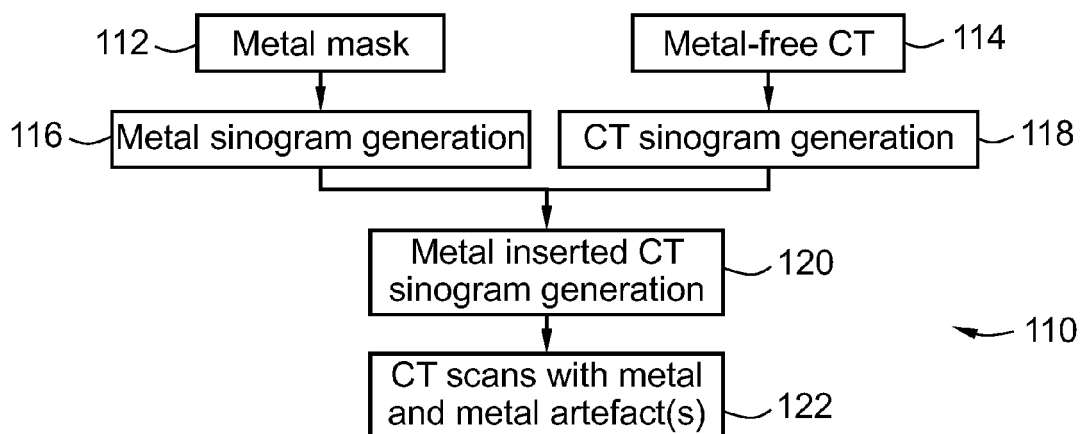 112
Metal mask
Metal-free CT
114
116
Metal sinogram generation
CT sinogram generation
118
Metal inserted CT
sinogram generation
120
110
CT scans with metal
and metal artefact(s)
122